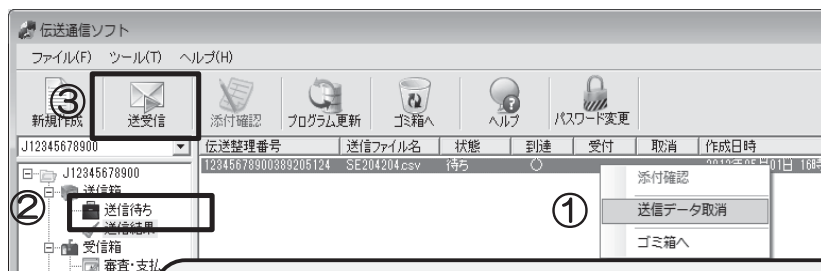 伝送通信ソフト
ファイル(F) ツール(T) ヘルプ(H)
③
新規作成 送受信 添付確認 プログラム更新 ゴミ箱へ ヘルプ パスワード変更
J12345678900 伝送整理番号 送信ファイル名 状態 到達 受付 取消 作成日時
12345678900389205124 SE204204.csv 待ち ○
J12345678900
添付確認
送信箱
② 送信待ち ① 送信データ取消
送信結果
ゴミ箱へ
受信箱
審査・支払